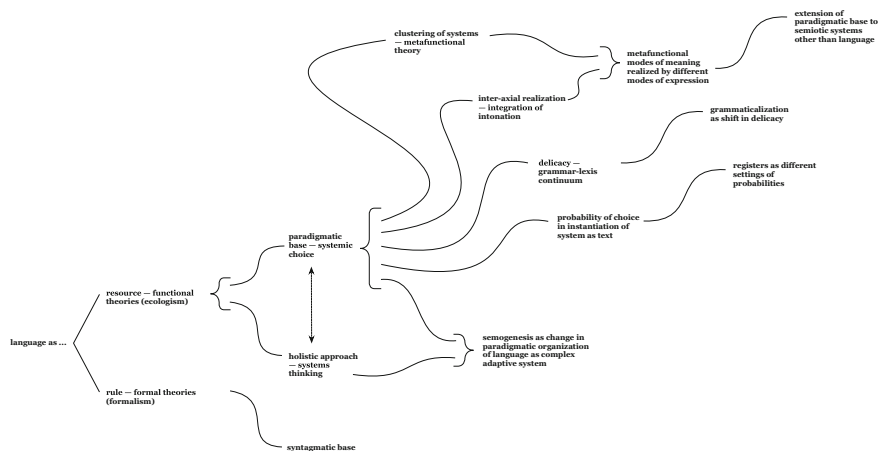 extension of
paradigmatic base to
semiotic systems
other than language
clustering of systems
— metafunctional
theory
metafunctional
modes of meaning
realized by different
modes of expression
inter-axial realization
— integration of
intonation
grammaticalization
as shift in delicacy
delicacy —
grammar-lexis
continuum
registers as different
settings of
probabilities
probability of choice
in instantiation of
system as text
paradigmatic
base — systemic
choice
resource — functional
theories (ecologism)
language as ...
semogenesis as change in
paradigmatic organization
of language as complex
adaptive system
holistic approach
— systems
thinking
rule — formal theories
(formalism)
syntagmatic base